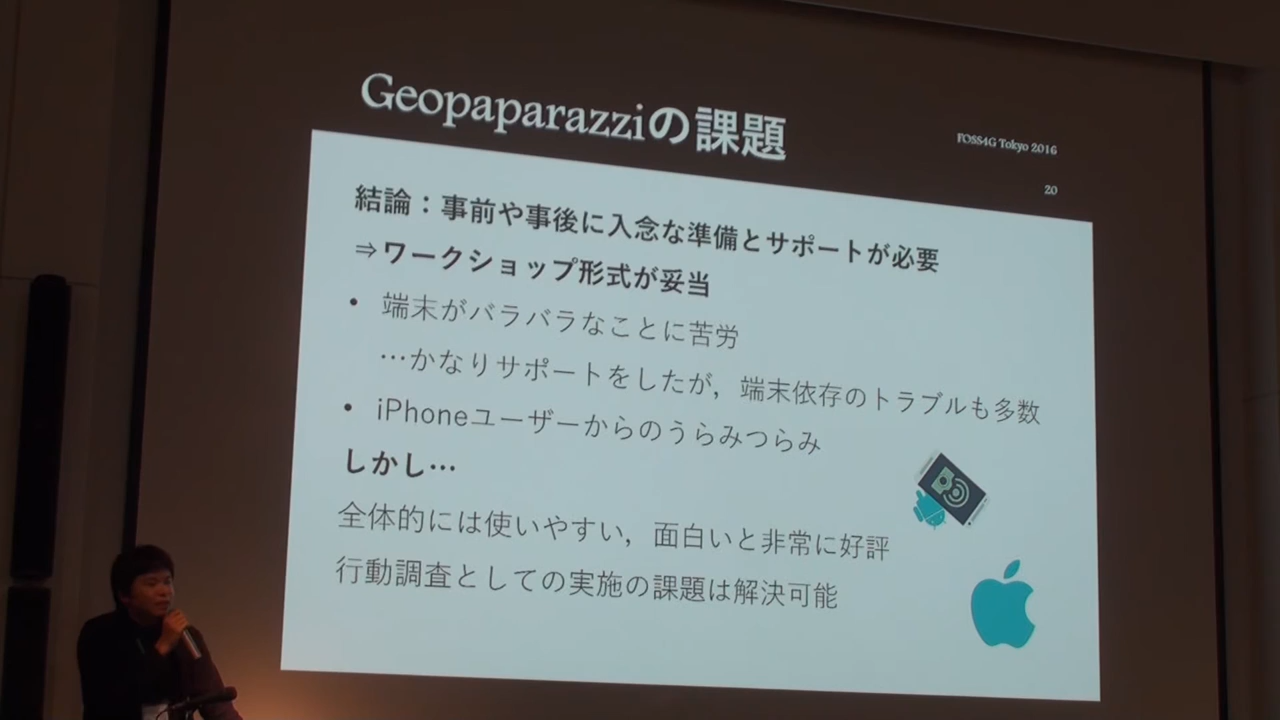 Geopaparazziの課題
FOSS4G Tokyo 2016
20
結論：事前や事後に入念な準備とサポートが必要
⇒ワークショップ形式が妥当
• 端末がバラバラなことに苦労
…かなりサポートをしたが，端末依存のトラブルも多数
• iPhoneユーザーからのうらみつらみ
しかし…
全体的には使いやすい，面白いと非常に好評
行動調査としての実施の課題は解決可能